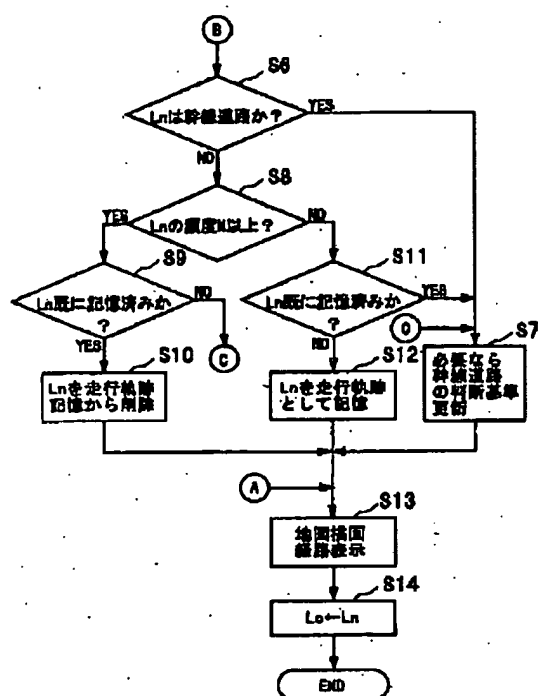 B
S6
Lnは幹線道路か?
YES
NO
S8
Lnの頻度N以上?
YES
NO
S9
Ln既に記憶済みか
?
NO
YES
C
S11
Ln既に記憶済みか
?
YES
NO
S10
Lnを走行軌跡
記憶から削除
S12
Lnを走行軌跡
として記憶
S7
必要なら
幹線道路
の判断基準
更新
A
S13
地図描画
経路表示
S14
Lo←Ln
END